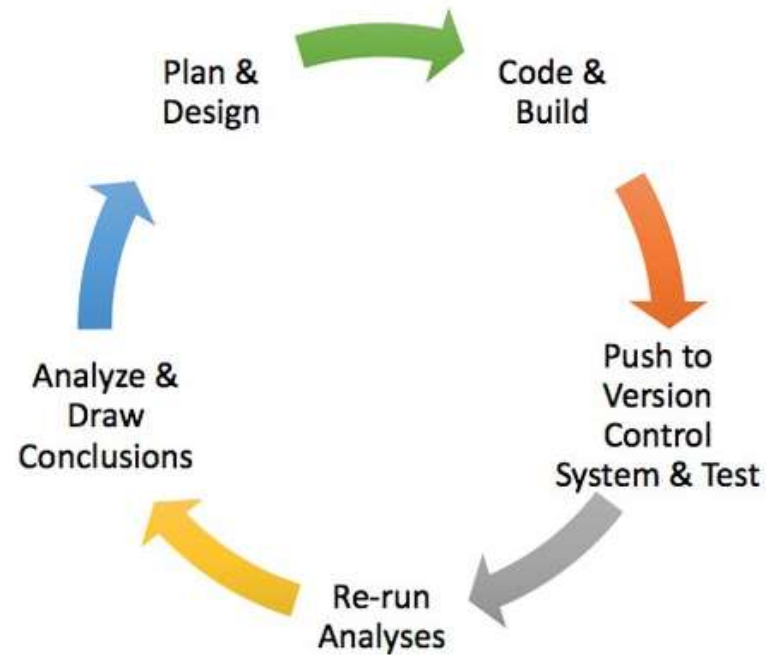 Plan &
Design
Code &
Build
Push to
Version
Control
System & Test
Re-run
Analyses
Analyze &
Draw
Conclusions